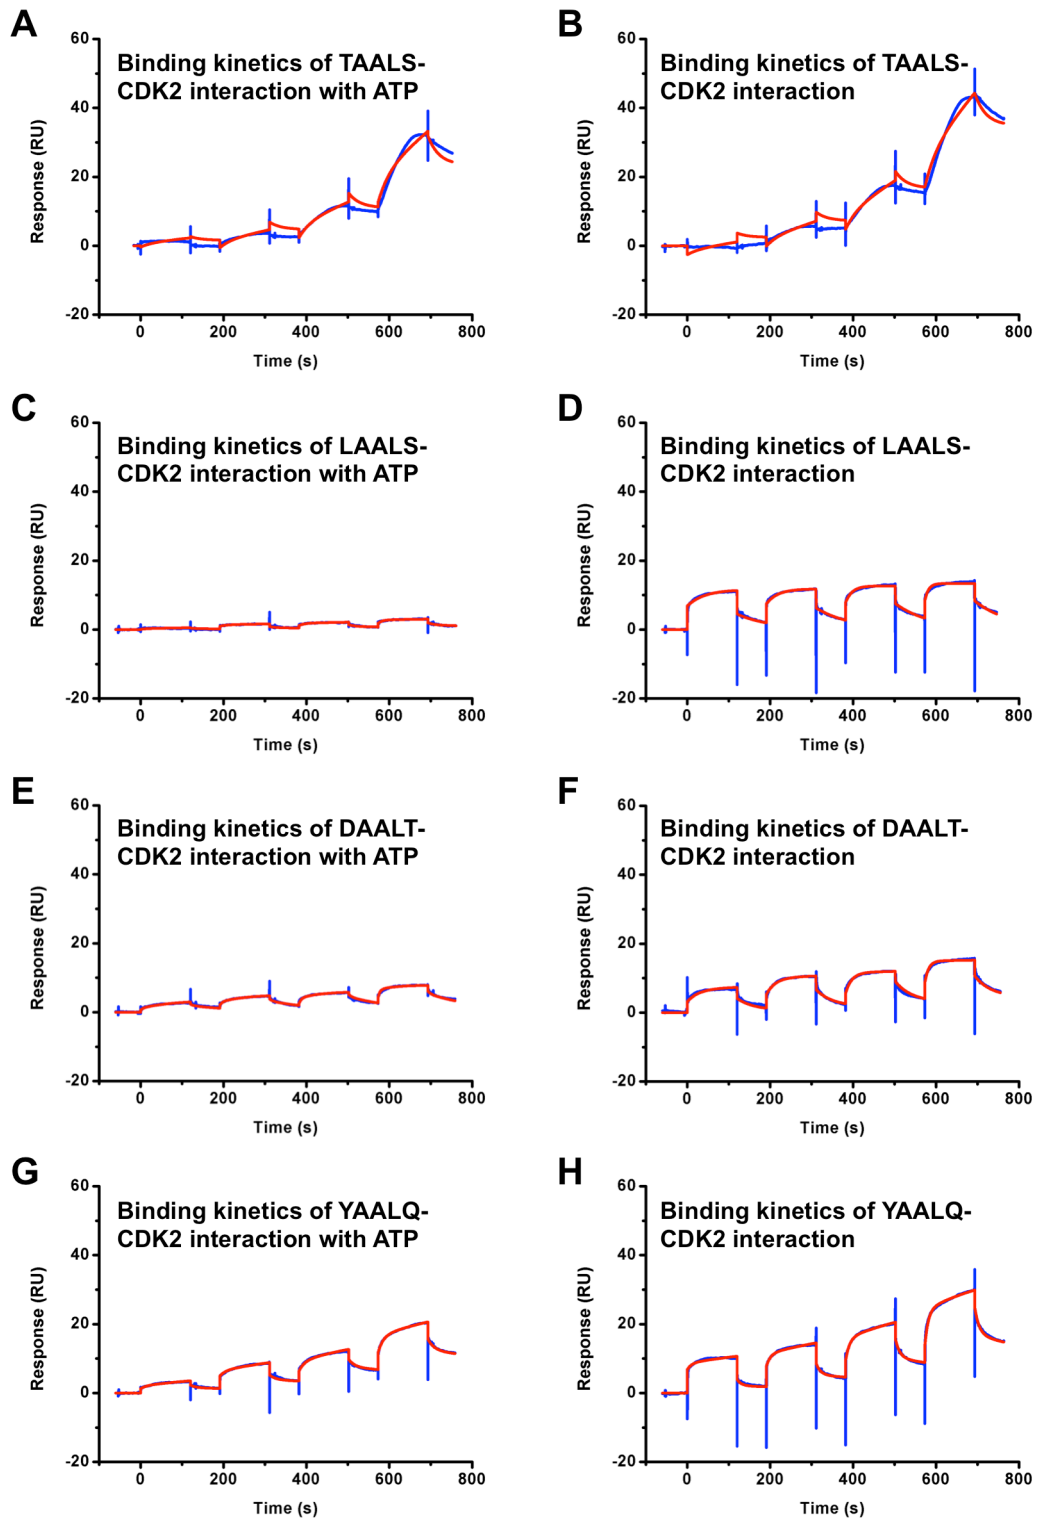 A
B
Binding kinetics of TAALS-
CDK2 interaction with ATP
Binding kinetics of TAALS-
CDK2 interaction
60
40
20
0
-20
Response (RU)
0
200
400
600
800
Time (s)
60
40
20
0
-20
Response (RU)
0
200
400
600
800
Time (s)
C
D
Binding kinetics of LAALS-
CDK2 interaction with ATP
Binding kinetics of LAALS-
CDK2 interaction
60
40
20
0
-20
Response (RU)
0
200
400
600
800
Time (s)
60
40
20
0
-20
Response (RU)
0
200
400
600
800
Time (s)
E
F
Binding kinetics of DAALT-
CDK2 interaction with ATP
Binding kinetics of DAALT-
CDK2 interaction
60
40
20
0
-20
Response (RU)
0
200
400
600
800
Time (s)
60
40
20
0
-20
Response (RU)
0
200
400
600
800
Time (s)
G
H
Binding kinetics of YAALQ-
CDK2 interaction with ATP
Binding kinetics of YAALQ-
CDK2 interaction
60
40
20
0
-20
Response (RU)
0
200
400
600
800
Time (s)
60
40
20
0
-20
Response (RU)
0
200
400
600
800
Time (s)